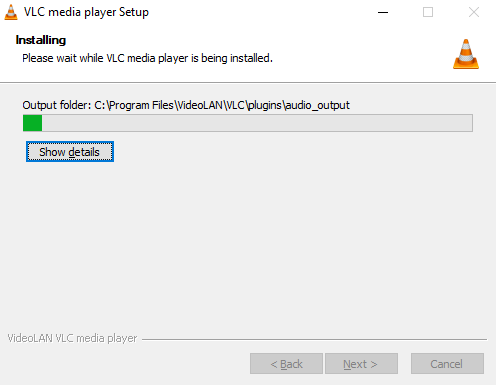 VLC media player Setup
Installing
Please wait while VLC media player is being installed.
Output folder: C:\Program Files\VideoLAN\VLC\plugins\audio_output
Show details
VideoLAN VLC media player
< Back
Next >
Cancel